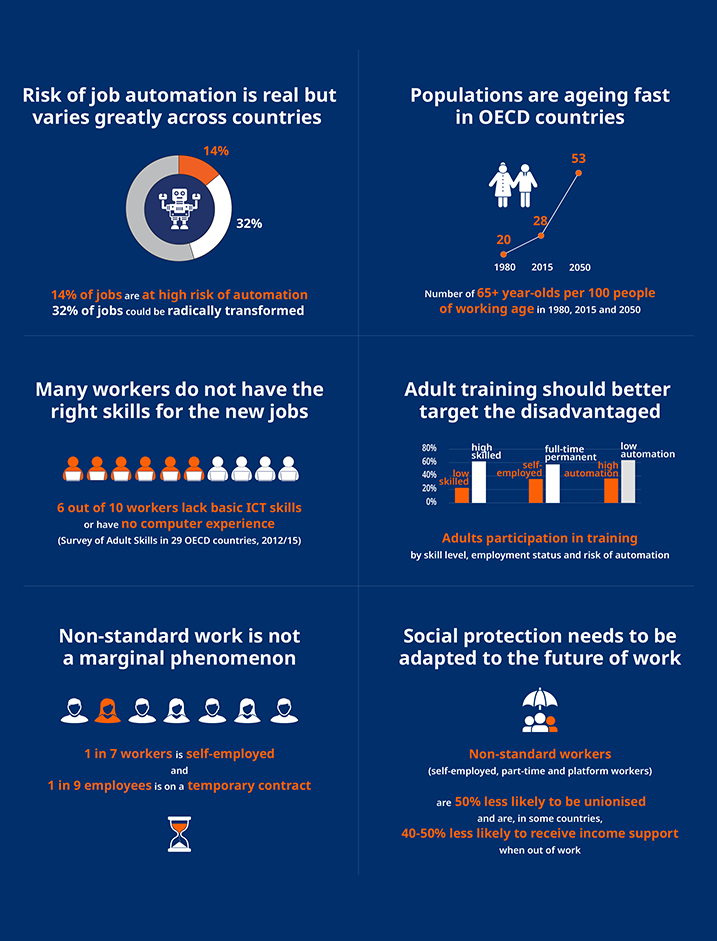 Risk of job automation is real but
varies greatly across countries
14%
32%
14% of jobs are at high risk of automation
32% of jobs could be radically transformed
Populations are ageing fast
in OECD countries
53
28
20
1980 2015 2050
Number of 65+ year-olds per 100 people
of working age in 1980, 2015 and 2050
Many workers do not have the
right skills for the new jobs
6 out of 10 workers lack basic ICT skills
or have no computer experience
(Survey of Adult Skills in 29 OECD countries, 2012/15)
Adult training should better
target the disadvantaged
80%
60%
40%
20%
0%
low
skilled
high
skilled
self-
employed
full-time
permanent
high
automation
low
automation
Adults participation in training
by skill level, employment status and risk of automation
Non-standard work is not
a marginal phenomenon
1 in 7 workers is self-employed
and
1 in 9 employees is on a temporary contract
Social protection needs to be
adapted to the future of work
Non-standard workers
(self-employed, part-time and platform workers)
are 50% less likely to be unionised
and are, in some countries,
40-50% less likely to receive income support
when out of work